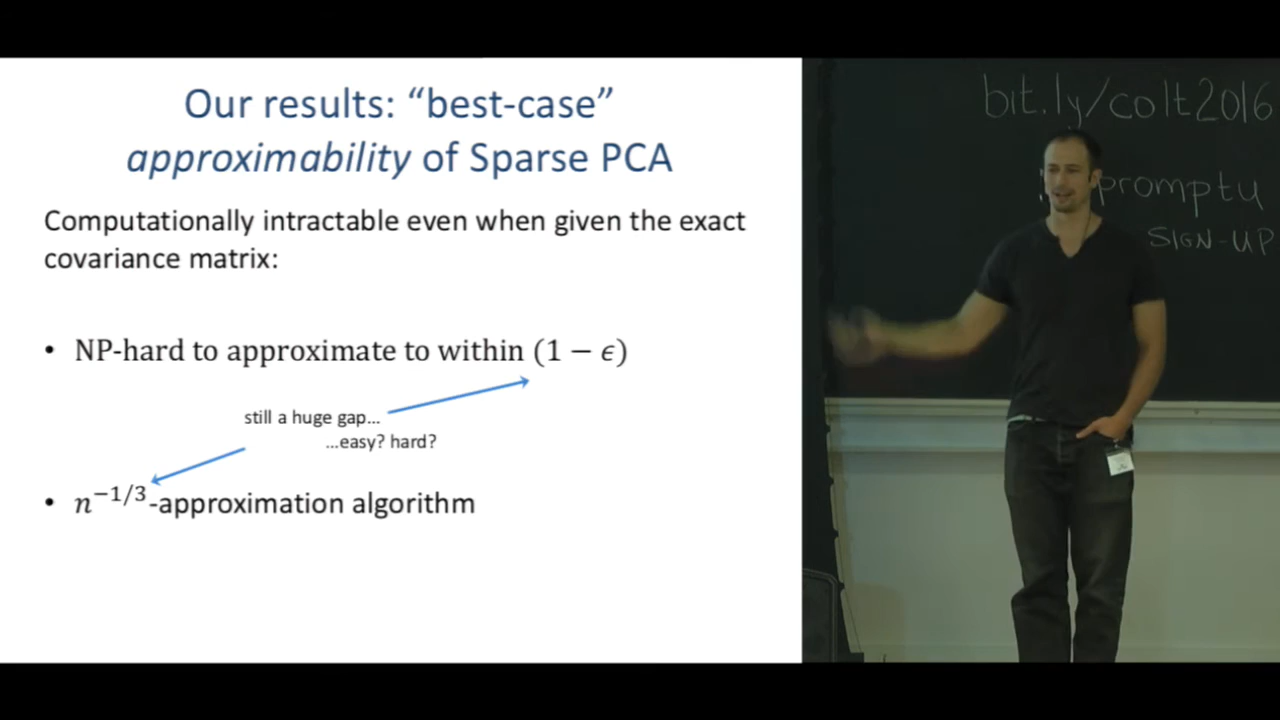 Our results: “best-case”
approximability of Sparse PCA
Computationally intractable even when given the exact
covariance matrix:
• NP-hard to approximate to within (1 − ϵ)
still a huge gap...
...easy? hard?
• n^{−1/3}-approximation algorithm
bit.ly/colt2016
promptu
SIGN-UP